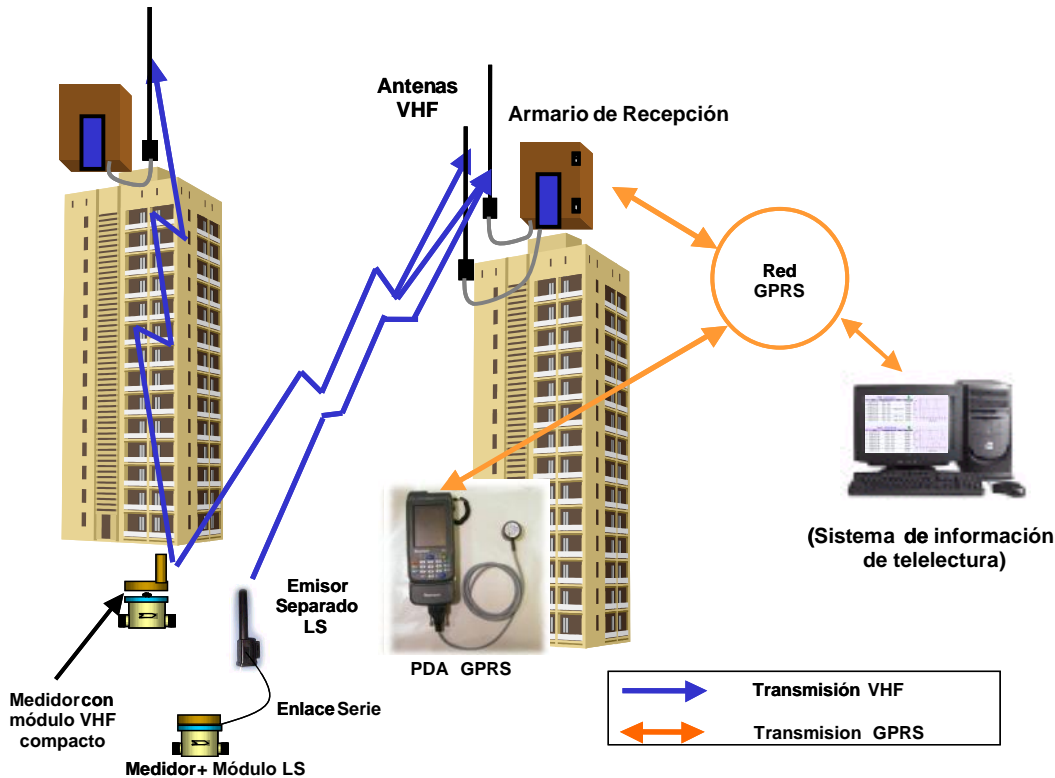 Antenas
VHF
Armario de Recepción
Red
GPRS
(Sistema de información
de telelectura)
Emisor
Separado
LS
PDA GPRS
Medidor con
módulo VHF
compacto
Enlace Serie
Medidor + Módulo LS
Transmisión VHF
Transmision GPRS